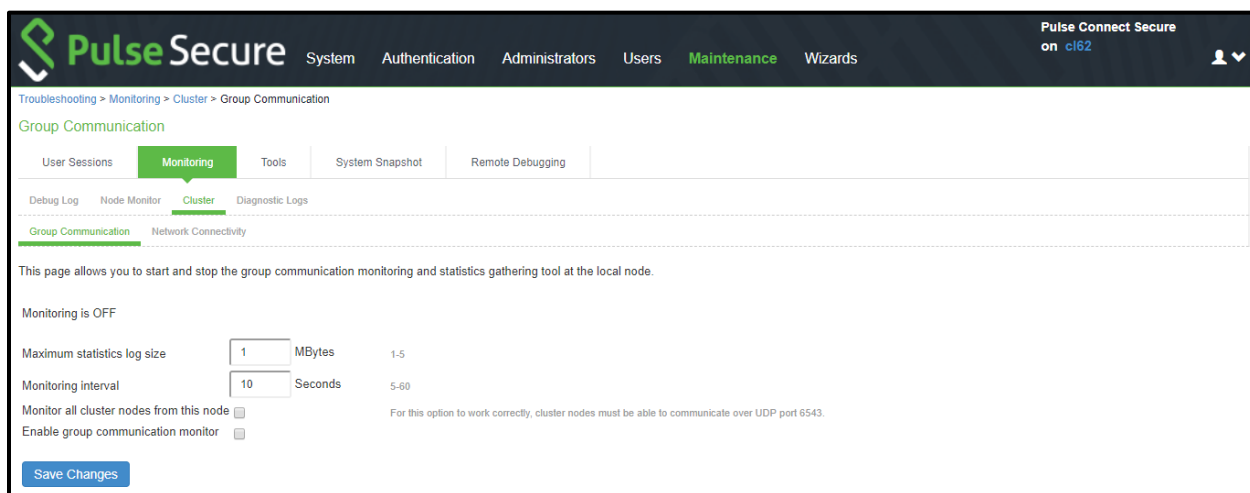 Pulse Connect Secure
on cl62
Pulse Secure System Authentication Administrators Users Maintenance Wizards
Troubleshooting > Monitoring > Cluster > Group Communication
Group Communication
User Sessions Monitoring Tools System Snapshot Remote Debugging
Debug Log Node Monitor Cluster Diagnostic Logs
Group Communication Network Connectivity
This page allows you to start and stop the group communication monitoring and statistics gathering tool at the local node.
Monitoring is OFF
Maximum statistics log size 1 MBytes 1-5
Monitoring interval 10 Seconds 5-60
Monitor all cluster nodes from this node For this option to work correctly, cluster nodes must be able to communicate over UDP port 6543.
Enable group communication monitor
Save Changes